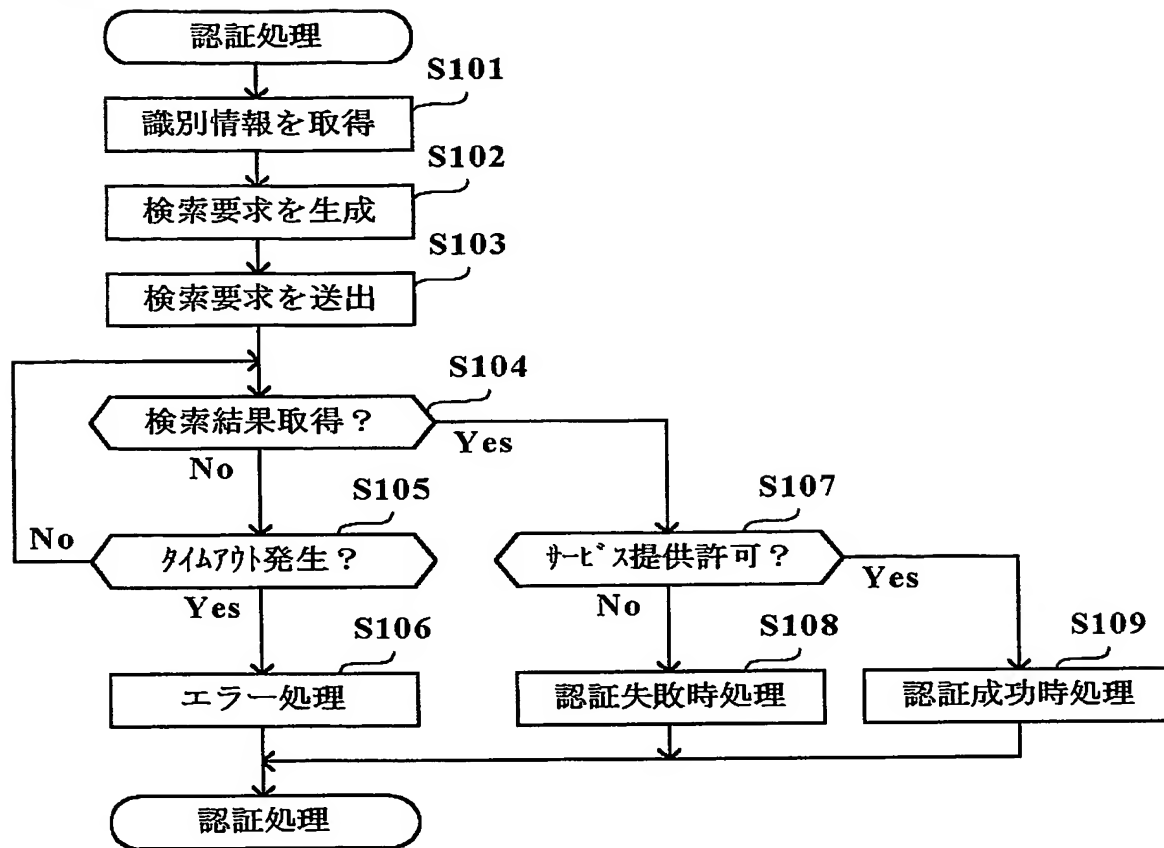 認証処理
S101
識別情報を取得
S102
検索要求を生成
S103
検索要求を送出
S104
検索結果取得？
Yes
No
S105
S107
No
ﾀｲﾑｱｳﾄ発生？
ｻｰﾋﾞｽ提供許可？
Yes
Yes
No
S106
S108
S109
エラー処理
認証失敗時処理
認証成功時処理
認証処理